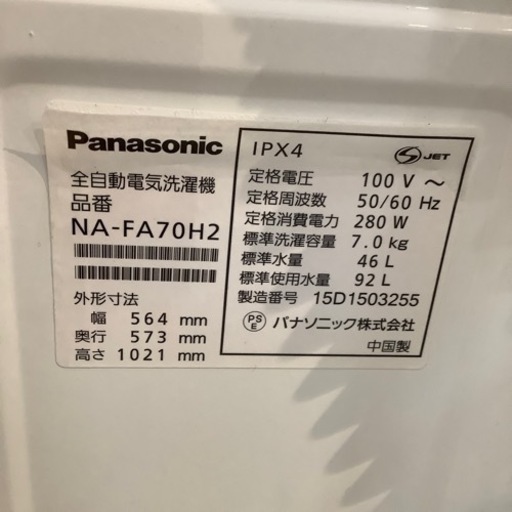 Panasonic
全自動電気洗濯機
品番
NA-FA70H2
外形寸法
幅 564 mm
奥行 573 mm
高さ 1021 mm
IPX4
S JET
定格電圧 100 V ~
定格周波数 50/60 Hz
定格消費電力 280 W
標準洗濯容量 7.0 kg
標準水量 46 L
標準使用水量 92 L
製造番号 15D1503255
PSE パナソニック株式会社
中国製